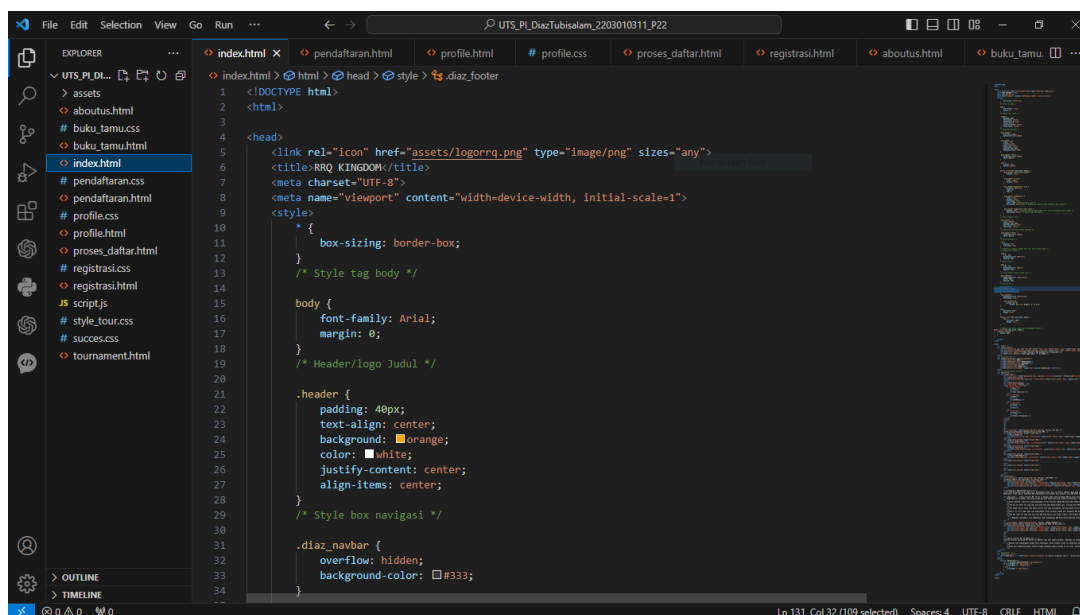 File Edit Selection View Go Run ···
UTS_PI_DiazTubisalam_2203010311_P22
EXPLORER ···
UTS_PI_DI...
assets
aboutus.html
buku_tamu.css
buku_tamu.html
index.html
pendaftaran.css
pendaftaran.html
profile.css
profile.html
proses_daftar.html
registrasi.css
registrasi.html
JS script.js
style_tour.css
succes.css
tournament.html
OUTLINE
TIMELINE
index.html pendaftaran.html profile.html # profile.css proses_daftar.html registrasi.html aboutus.html buku_tamu. ···
index.html > html > head > style > .diaz_footer
1 <!DOCTYPE html>
2 <html>
3
4 <head>
5 <link rel="icon" href="assets/logorrq.png" type="image/png" sizes="any">
6 <title>RRQ KINGDOM</title>
7 <meta charset="UTF-8">
8 <meta name="viewport" content="width=device-width, initial-scale=1">
9 <style>
10 * {
11 box-sizing: border-box;
12 }
13 /* Style tag body */
14
15 body {
16 font-family: Arial;
17 margin: 0;
18 }
19 /* Header/logo Judul */
20
21 .header {
22 padding: 40px;
23 text-align: center;
24 background: orange;
25 color: white;
26 justify-content: center;
27 align-items: center;
28 }
29 /* Style box navigasi */
30
31 .diaz_navbar {
32 overflow: hidden;
33 background-color: #333;
34 }
0 0 0 Ln 131, Col 32 (109 selected) Spaces: 4 UTF-8 CRLF HTML